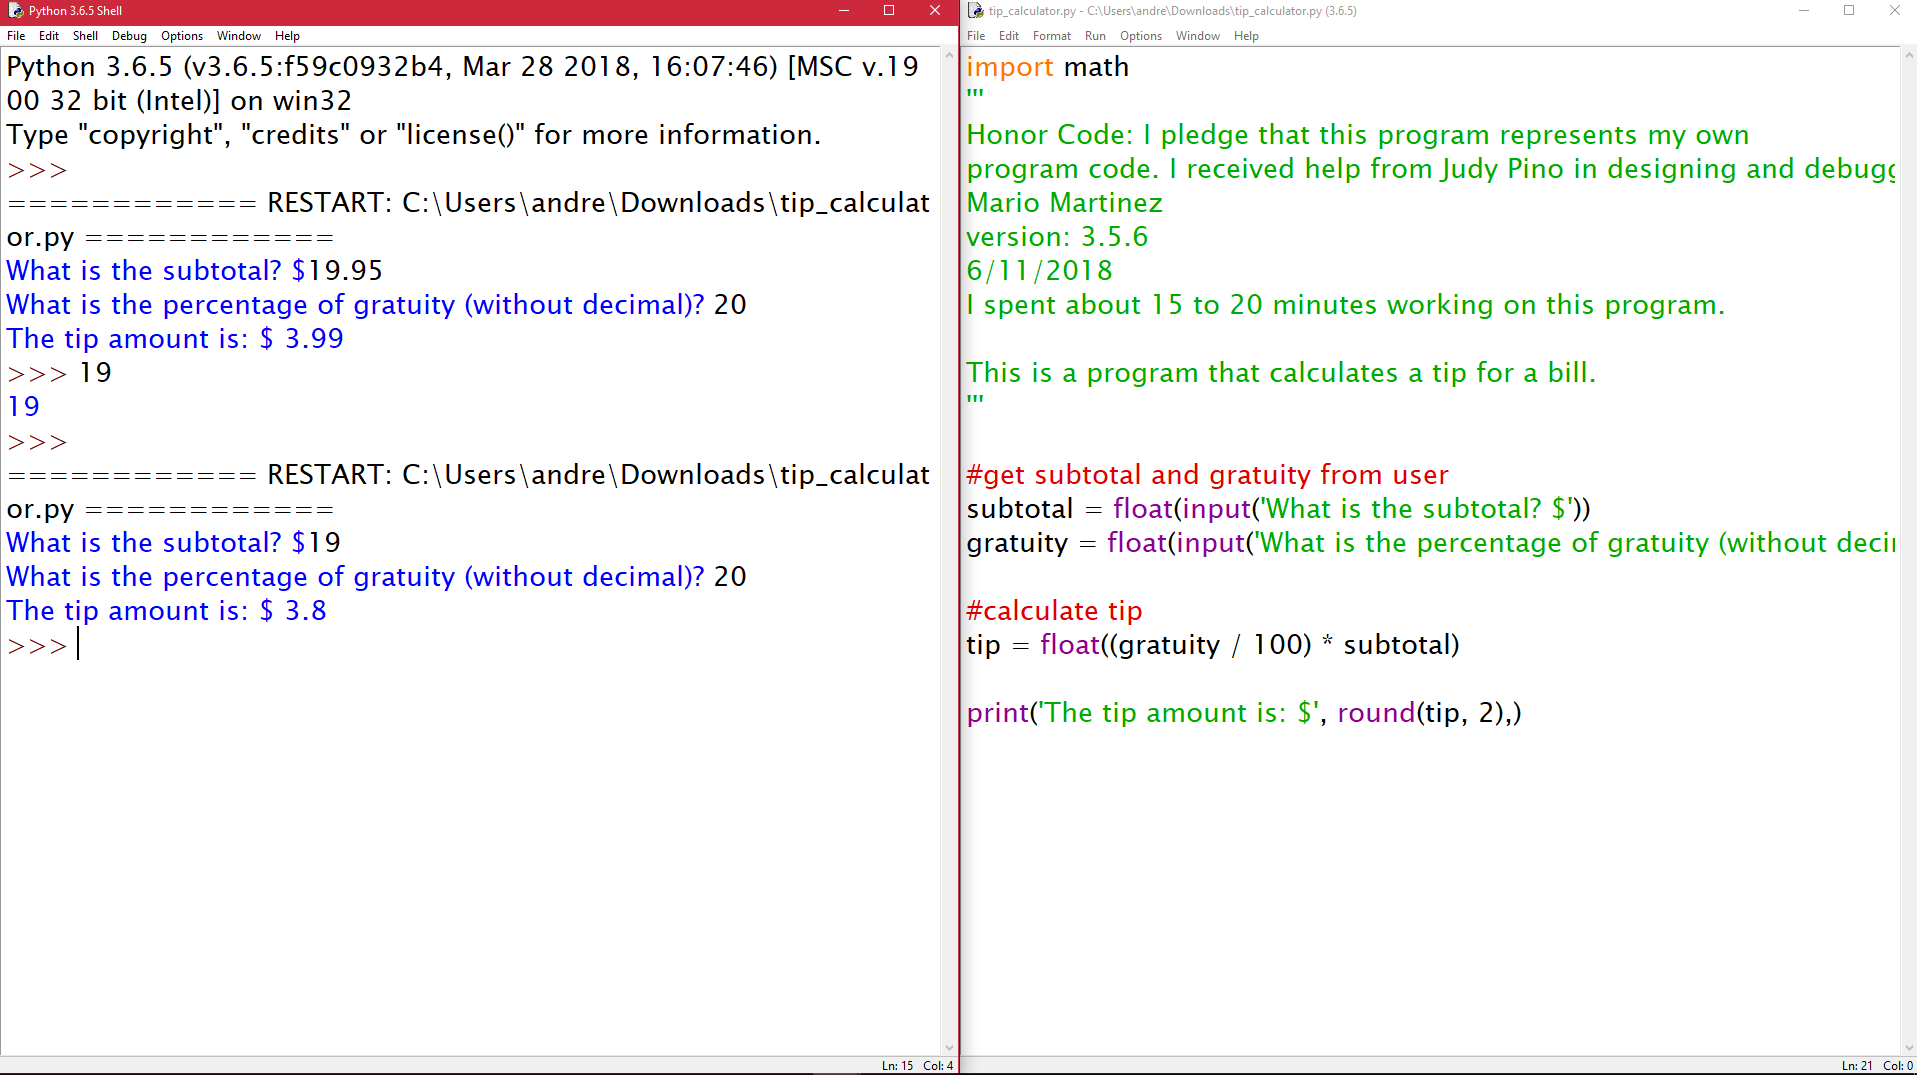 Python 3.6.5 Shell
File Edit Shell Debug Options Window Help
Python 3.6.5 (v3.6.5:f59c0932b4, Mar 28 2018, 16:07:46) [MSC v.19
00 32 bit (Intel)] on win32
Type "copyright", "credits" or "license()" for more information.
>>>
============ RESTART: C:\Users\andre\Downloads\tip_calculat
or.py ============
What is the subtotal? $19.95
What is the percentage of gratuity (without decimal)? 20
The tip amount is: $ 3.99
>>> 19
19
>>>
============ RESTART: C:\Users\andre\Downloads\tip_calculat
or.py ============
What is the subtotal? $19
What is the percentage of gratuity (without decimal)? 20
The tip amount is: $ 3.8
>>>
Ln: 15 Col: 4
tip_calculator.py - C:\Users\andre\Downloads\tip_calculator.py (3.6.5)
File Edit Format Run Options Window Help
import math
'''
Honor Code: I pledge that this program represents my own
program code. I received help from Judy Pino in designing and debugg
Mario Martinez
version: 3.5.6
6/11/2018
I spent about 15 to 20 minutes working on this program.
This is a program that calculates a tip for a bill.
'''
#get subtotal and gratuity from user
subtotal = float(input('What is the subtotal? $'))
gratuity = float(input('What is the percentage of gratuity (without deci
#calculate tip
tip = float((gratuity / 100) * subtotal)
print('The tip amount is: $', round(tip, 2),)
Ln: 21 Col: 0